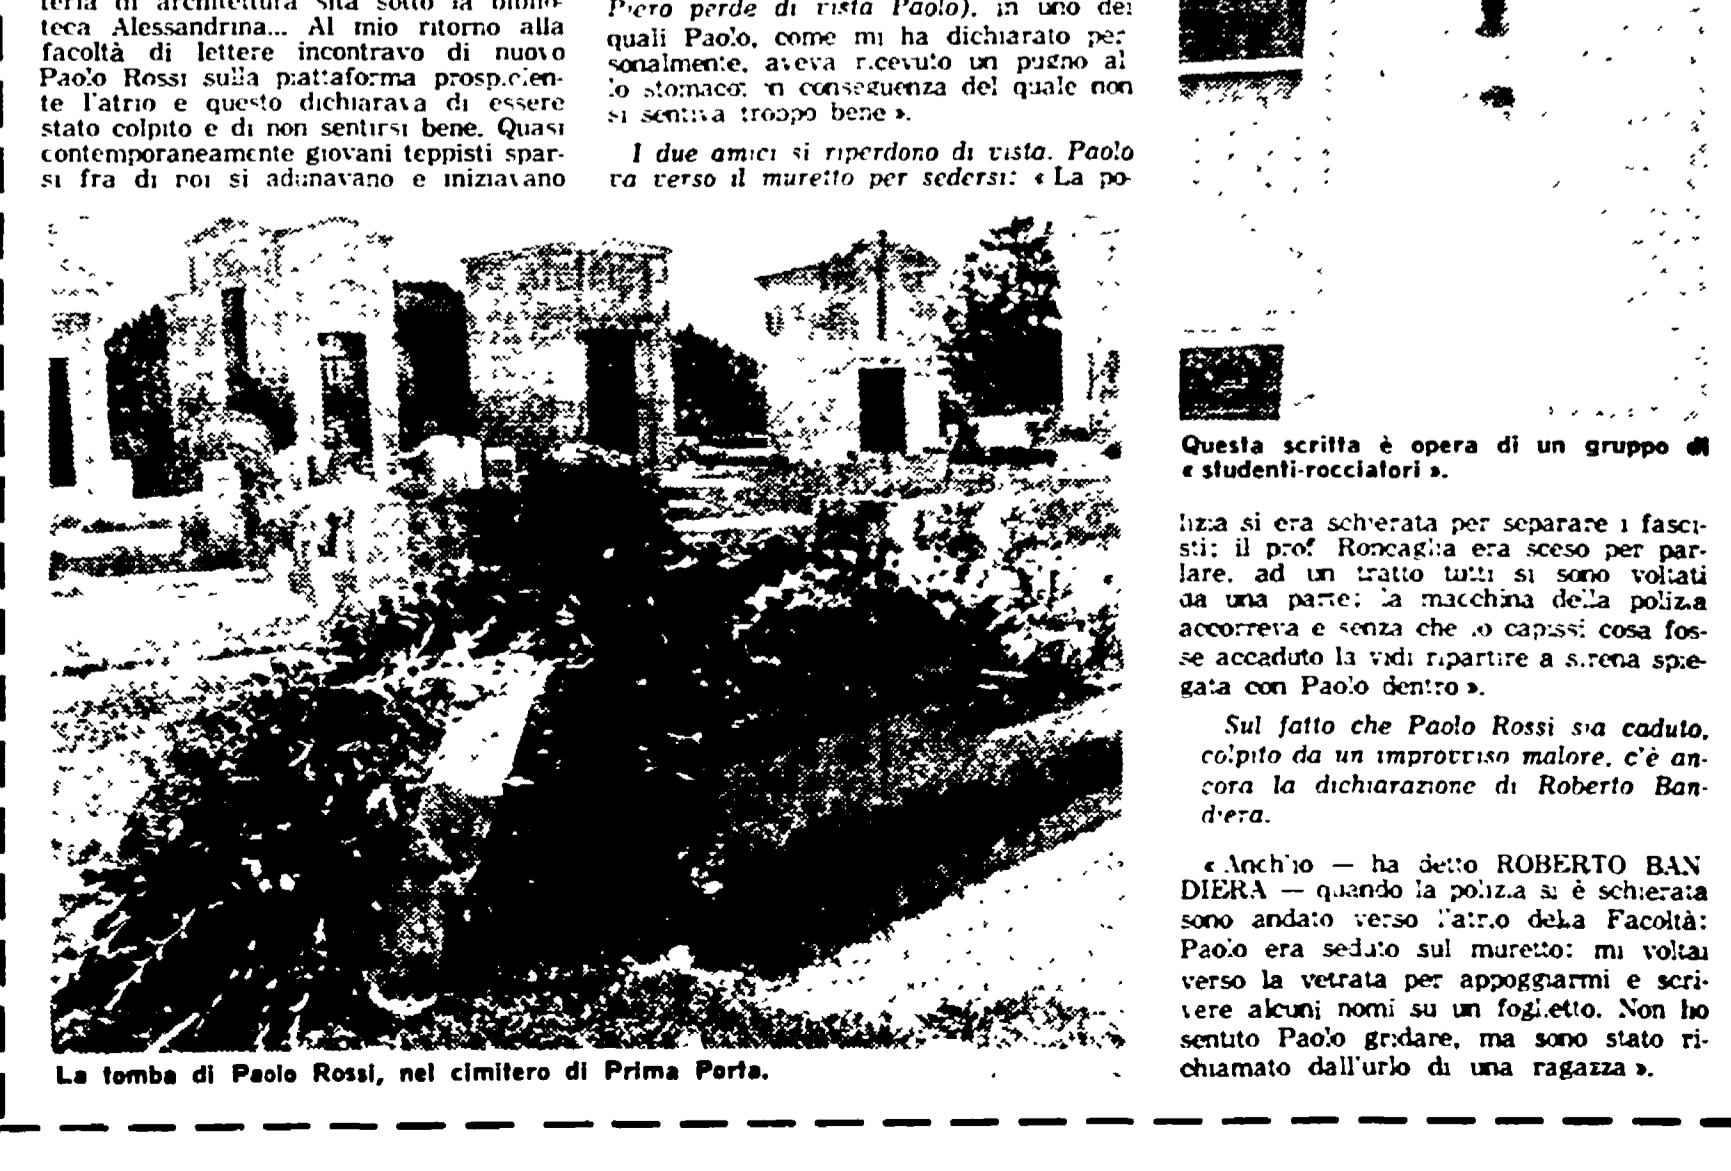 teria di architettura sita sotto la biblio-
teca Alessandrina... Al mio ritorno alla
facoltà di lettere incontravo di nuovo
Paolo Rossi sulla piattaforma prospicien-
te l'atrio e questo dichiarava di essere
stato colpito e di non sentirsi bene. Quasi
contemporaneamente giovani teppisti spar-
si fra di noi si adunavano e iniziavano
Piero perde di vista Paolo), in uno dei
quali Paolo, come mi ha dichiarato per
sonalmente, aveva ricevuto un pugno al
lo stomaco; in conseguenza del quale non
si sentiva troppo bene ».
I due amici si riperdono di vista. Paolo
va verso il muretto per sedersi: « La po-
La tomba di Paolo Rossi, nel cimitero di Prima Porta.
Questa scritta è opera di un gruppo di
« studenti-rocciatori ».
lizia si era schierata per separare i fasci-
sti; il prof. Roncaglia era sceso per par-
lare, ad un tratto tutti si sono voltati
da una parte; la macchina della polizia
accorreva e senza che io capissi cosa fos-
se accaduto la vidi ripartire a sirena spie-
gata con Paolo dentro ».
Sul fatto che Paolo Rossi sia caduto,
colpito da un improvviso malore, c'è an-
cora la dichiarazione di Roberto Ban-
diera.
« Anch'io — ha detto ROBERTO BAN
DIERA — quando la polizia si è schierata
sono andato verso l'atrio della Facoltà:
Paolo era seduto sul muretto: mi voltai
verso la vetrata per appoggiarmi e scri-
vere alcuni nomi su un foglietto. Non ho
sentito Paolo gridare, ma sono stato ri-
chiamato dall'urlo di una ragazza ».